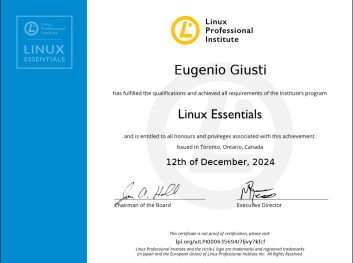 Linux
Professional
Institute
LINUX
ESSENTIALS
Linux
Professional
Institute
Eugenio Giusti
has fulfilled the qualifications and achieved all requirements of the Institute's program
Linux Essentials
and is entitled to all honours and privileges associated with this achievement.
Issued in Toronto, Ontario, Canada
12th of December, 2024
Chairman of the Board
Executive Director
This certificate is not proof of certification, please visit:
lpi.org/v/LPI000635694/7ljvy7kfcf
Linux Professional Institute and the circle-L logo are trademarks and registered trademarks
(in Japan and the European Union) of Linux Professional Institute Inc. All Rights Reserved.